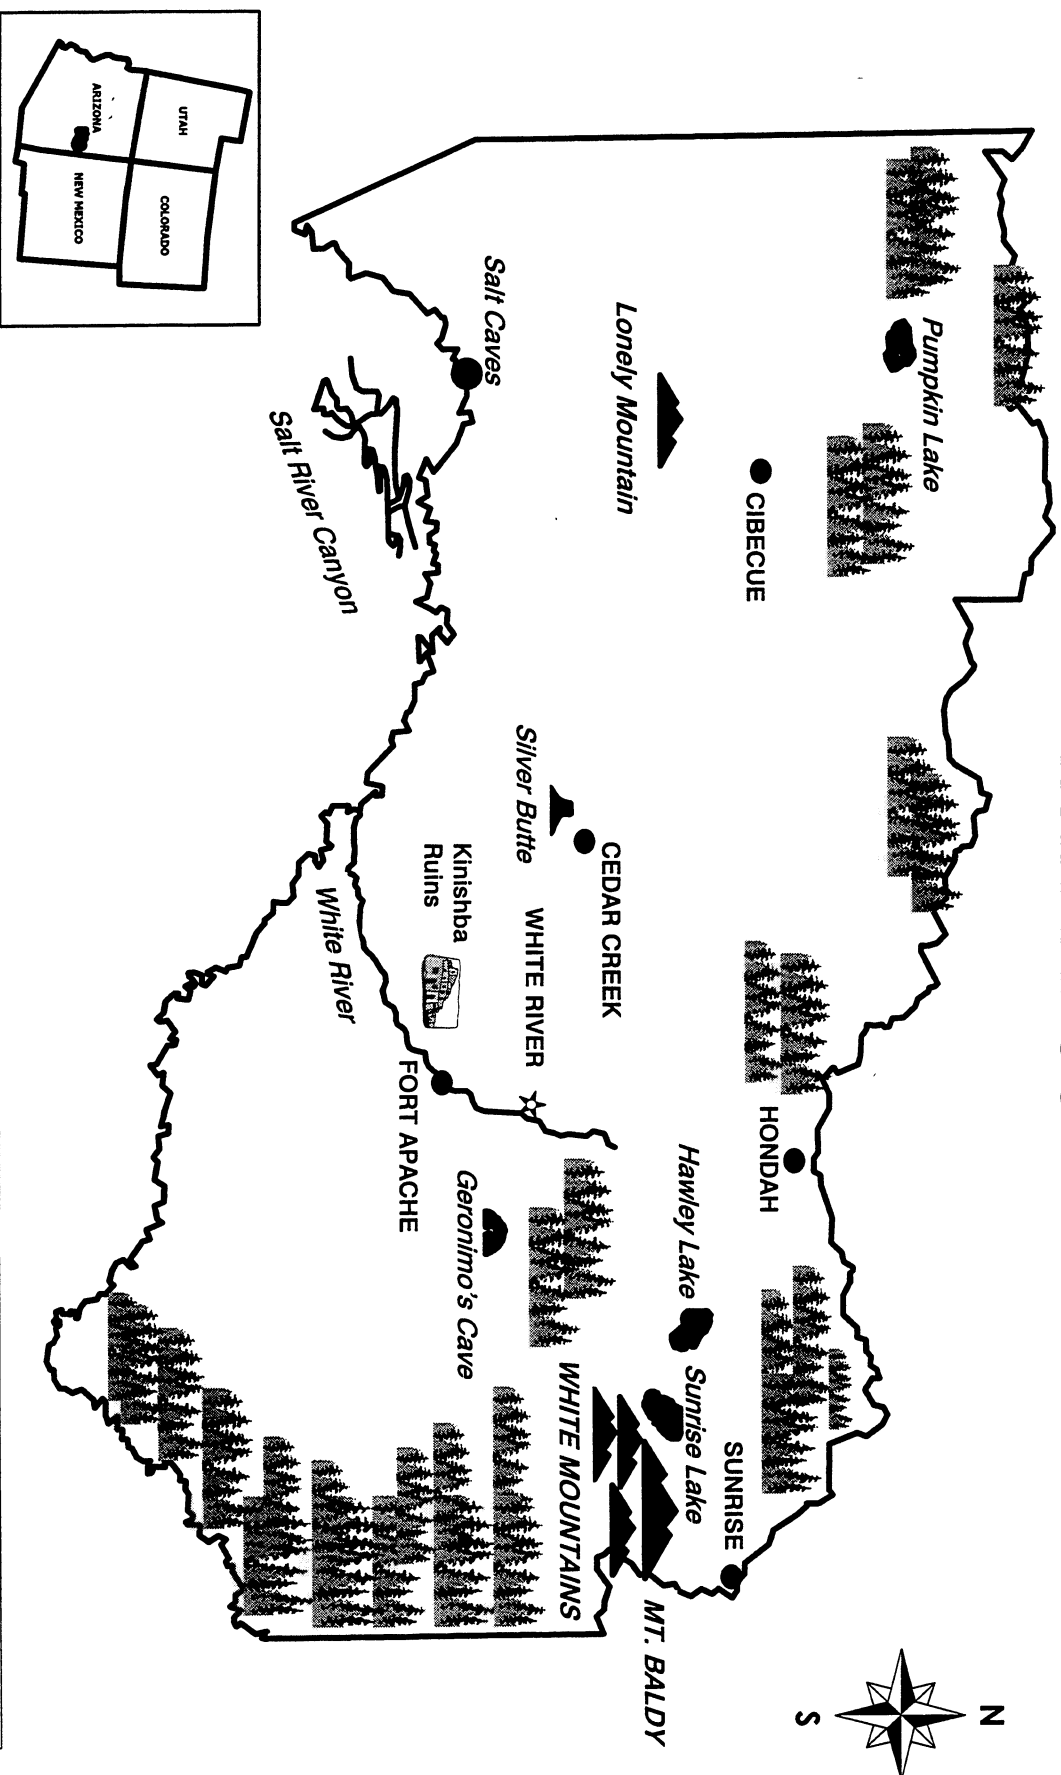 N
S
Pumpkin Lake
CIBECUE
Lonely Mountain
Salt Caves
Salt River Canyon
HONDAH
Hawley Lake
Sunrise Lake
SUNRISE
MT. BALDY
WHITE MOUNTAINS
CEDAR CREEK
Silver Butte
WHITE RIVER
Kinishba
Ruins
Geronimo's Cave
FORT APACHE
White River
UTAH
COLORADO
ARIZONA
NEW MEXICO